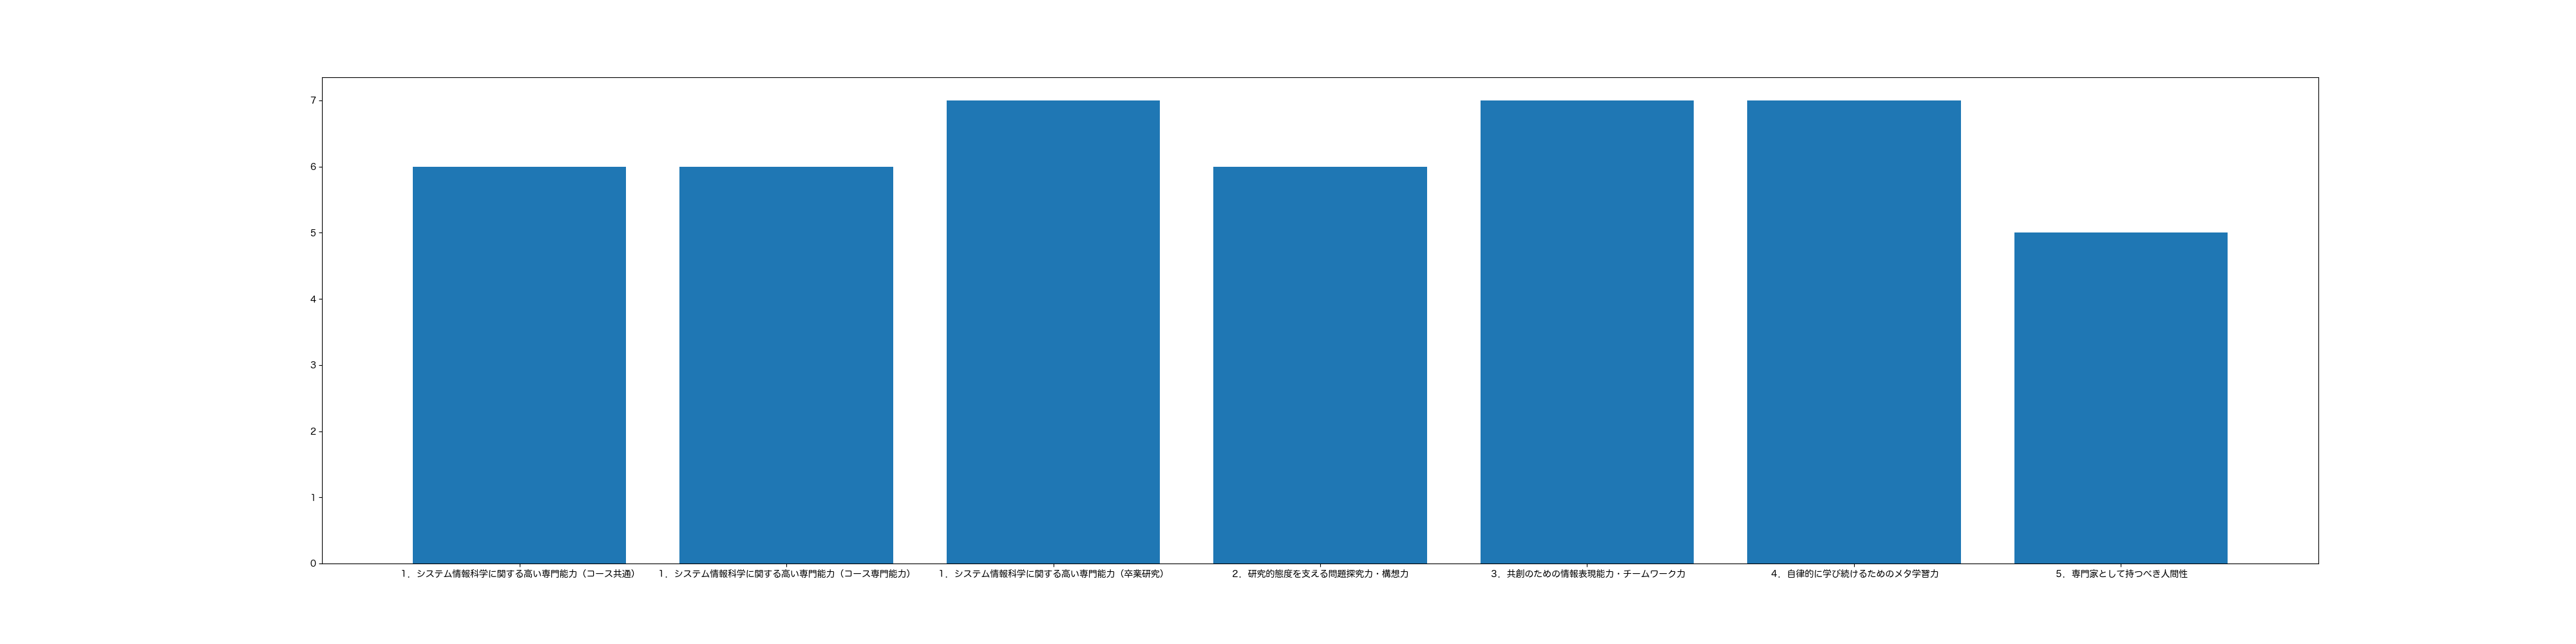 7
6
5
4
3
2
1
0
1．システム情報科学に関する高い専門能力（コース共通）
1．システム情報科学に関する高い専門能力（コース専門能力）
1．システム情報科学に関する高い専門能力（卒業研究）
2．研究的態度を支える問題探究力・構想力
3．共創のための情報表現能力・チームワーク力
4．自律的に学び続けるためのメタ学習力
5．専門家として持つべき人間性